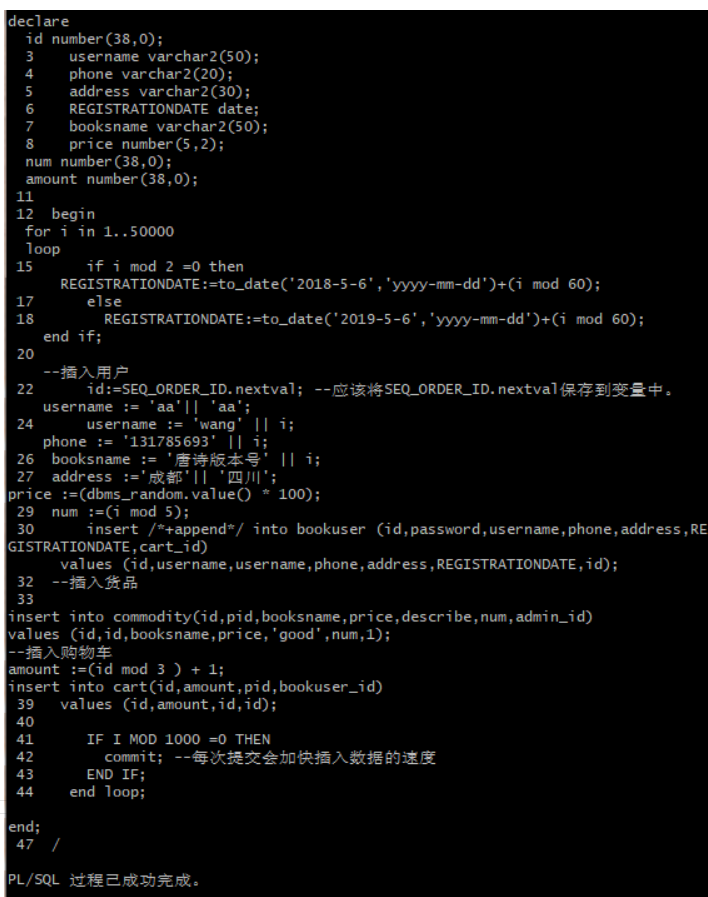 declare
  id number(38,0);
  3    username varchar2(50);
  4    phone varchar2(20);
  5    address varchar2(30);
  6    REGISTRATIONDATE date;
  7    booksname varchar2(50);
  8    price number(5,2);
  num number(38,0);
  amount number(38,0);
 11
 12  begin
  for i in 1..50000
  loop
 15      if i mod 2 =0 then
      REGISTRATIONDATE:=to_date('2018-5-6','yyyy-mm-dd')+(i mod 60);
 17      else
 18        REGISTRATIONDATE:=to_date('2019-5-6','yyyy-mm-dd')+(i mod 60);
    end if;
 20
    --插入用户
 22      id:=SEQ_ORDER_ID.nextval; --应该将SEQ_ORDER_ID.nextval保存到变量中。
    username := 'aa'|| 'aa';
 24      username := 'wang' || i;
    phone := '131785693' || i;
 26  booksname := '唐诗版本号' || i;
 27  address :='成都'|| '四川';
price :=(dbms_random.value() * 100);
 29  num :=(i mod 5);
 30      insert /*+append*/ into bookuser (id,password,username,phone,address,RE
GISTRATIONDATE,cart_id)
      values (id,username,username,phone,address,REGISTRATIONDATE,id);
 32  --插入货品
 33
insert into commodity(id,pid,booksname,price,describe,num,admin_id)
values (id,id,booksname,price,'good',num,1);
--插入购物车
amount :=(id mod 3 ) + 1;
insert into cart(id,amount,pid,bookuser_id)
 39   values (id,amount,id,id);
 40
 41      IF I MOD 1000 =0 THEN
 42        commit; --每次提交会加快插入数据的速度
 43      END IF;
 44    end loop;

end;
 47  /

PL/SQL 过程已成功完成。